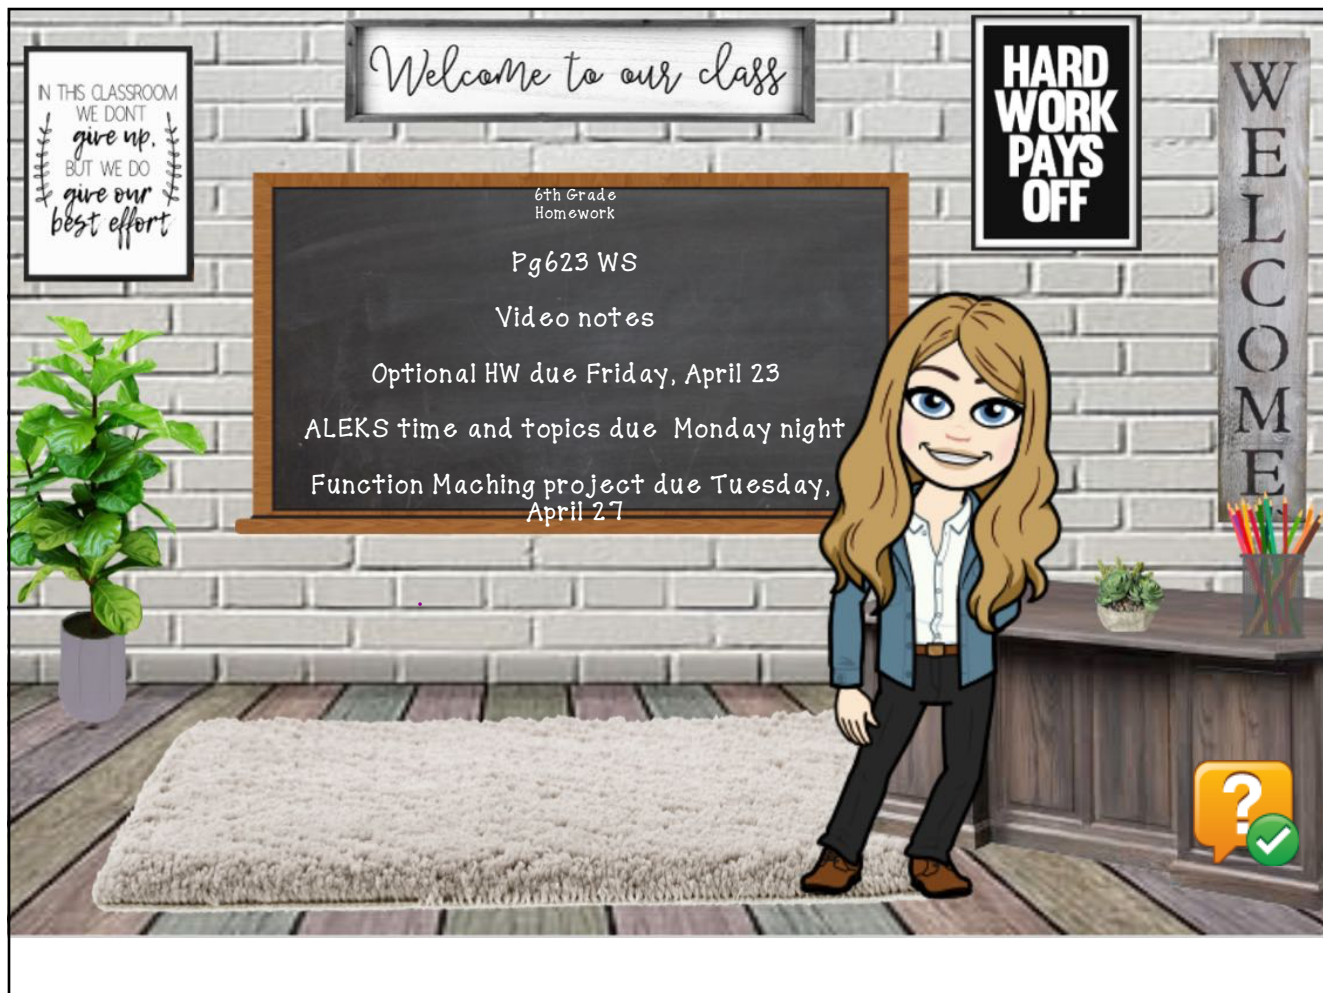 Welcome to our class
IN THIS CLASSROOM
WE DONT
give up,
BUT WE DO
give our
best effort
HARD
WORK
PAYS
OFF
WELCOME
6th Grade
Homework
Pg623 WS
Video notes
Optional HW due Friday, April 23
ALEKS time and topics due  Monday night
Function Maching project due Tuesday,
April 27
?